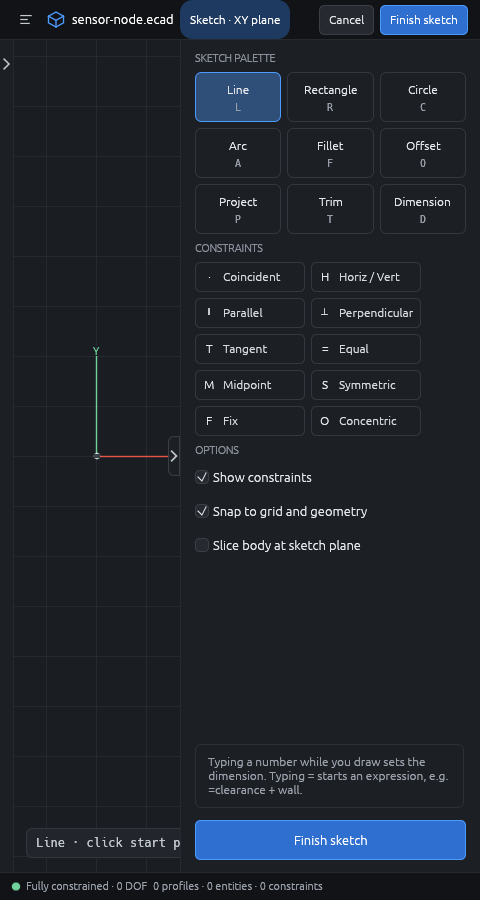 sensor-node.ecad
Sketch · XY plane
Cancel
Finish sketch
SKETCH PALETTE
Line
L
Rectangle
R
Circle
C
Arc
A
Fillet
F
Offset
O
Project
P
Trim
T
Dimension
D
CONSTRAINTS
· Coincident
H Horiz / Vert
Parallel
⊥ Perpendicular
T Tangent
= Equal
M Midpoint
S Symmetric
F Fix
O Concentric
OPTIONS
Show constraints
Snap to grid and geometry
Slice body at sketch plane
Y
Typing a number while you draw sets the
dimension. Typing = starts an expression, e.g.
=clearance + wall.
Line · click start p
Finish sketch
Fully constrained · 0 DOF 0 profiles · 0 entities · 0 constraints